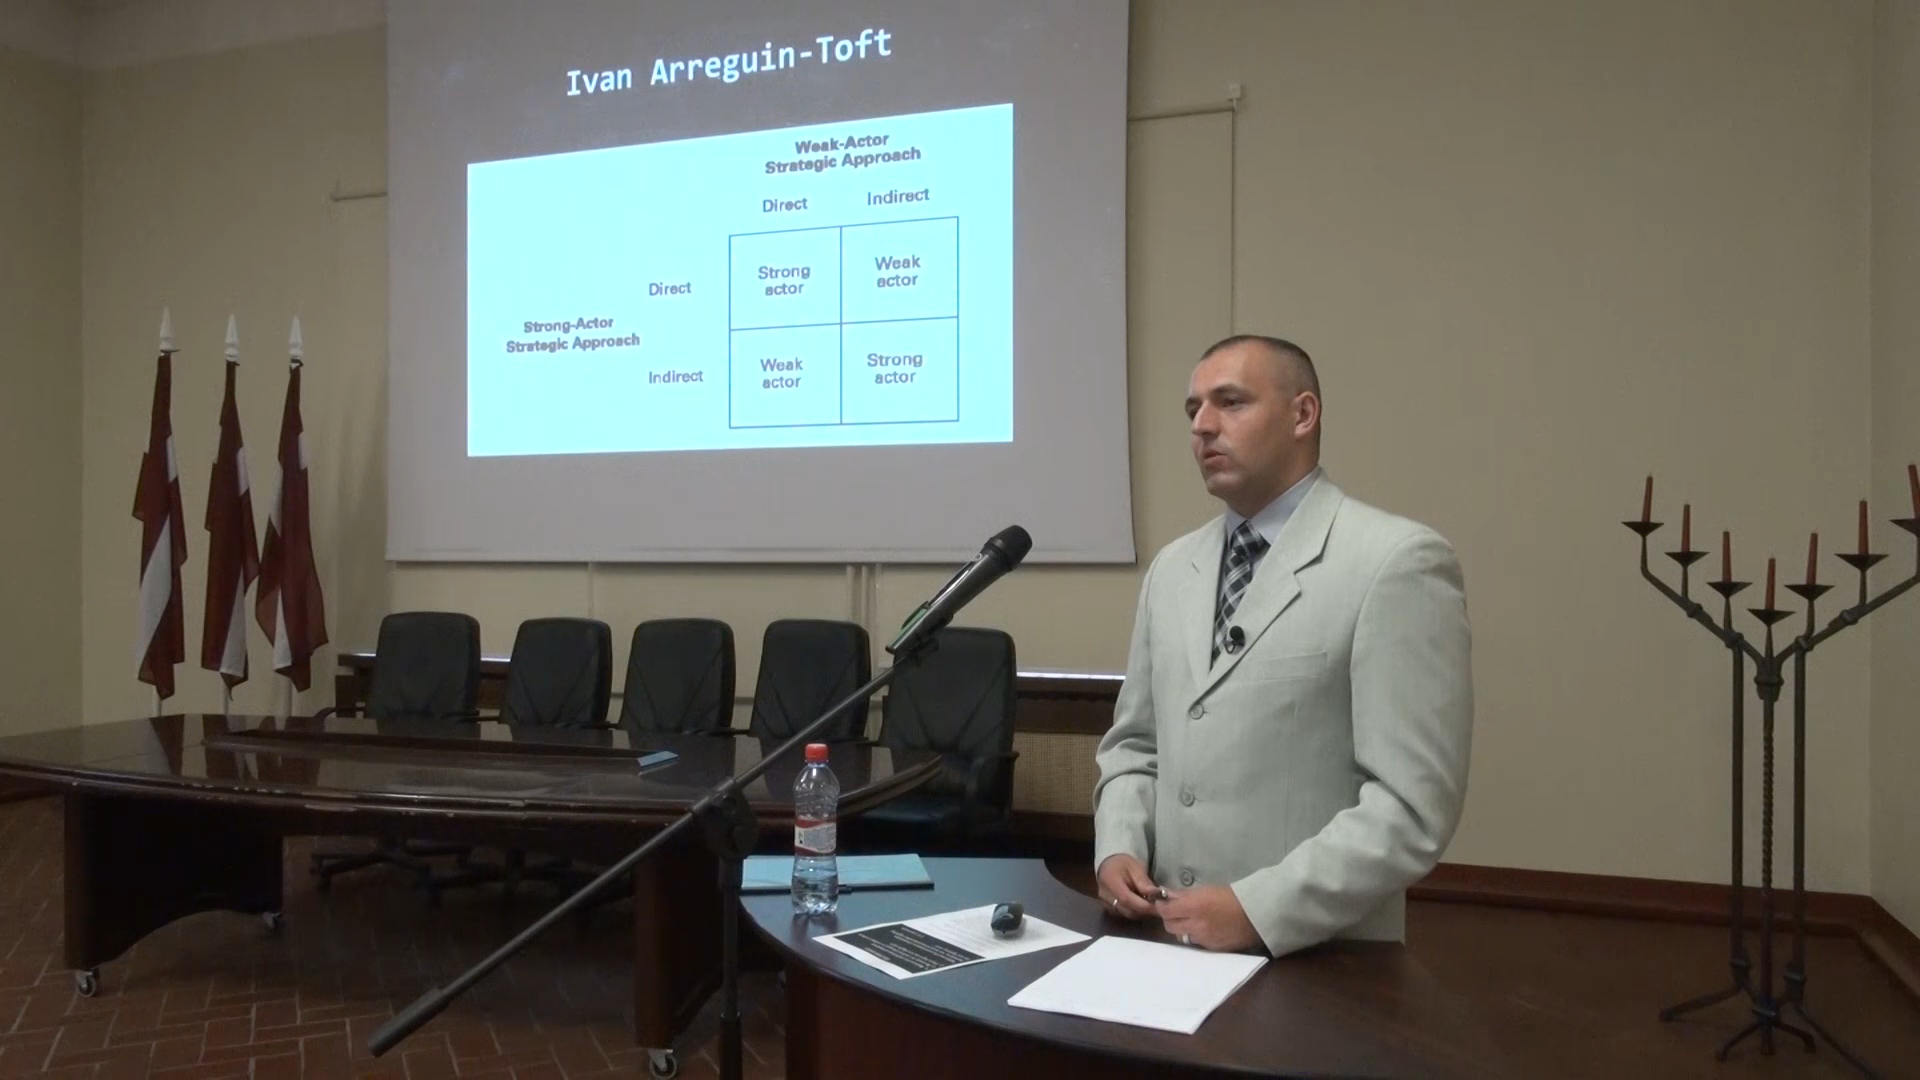 Ivan Arreguin-Toft
Weak-Actor
Strategic Approach
Direct
Indirect
Strong
actor
Weak
actor
Direct
Strong-Actor
Strategic Approach
Indirect
Weak
actor
Strong
actor